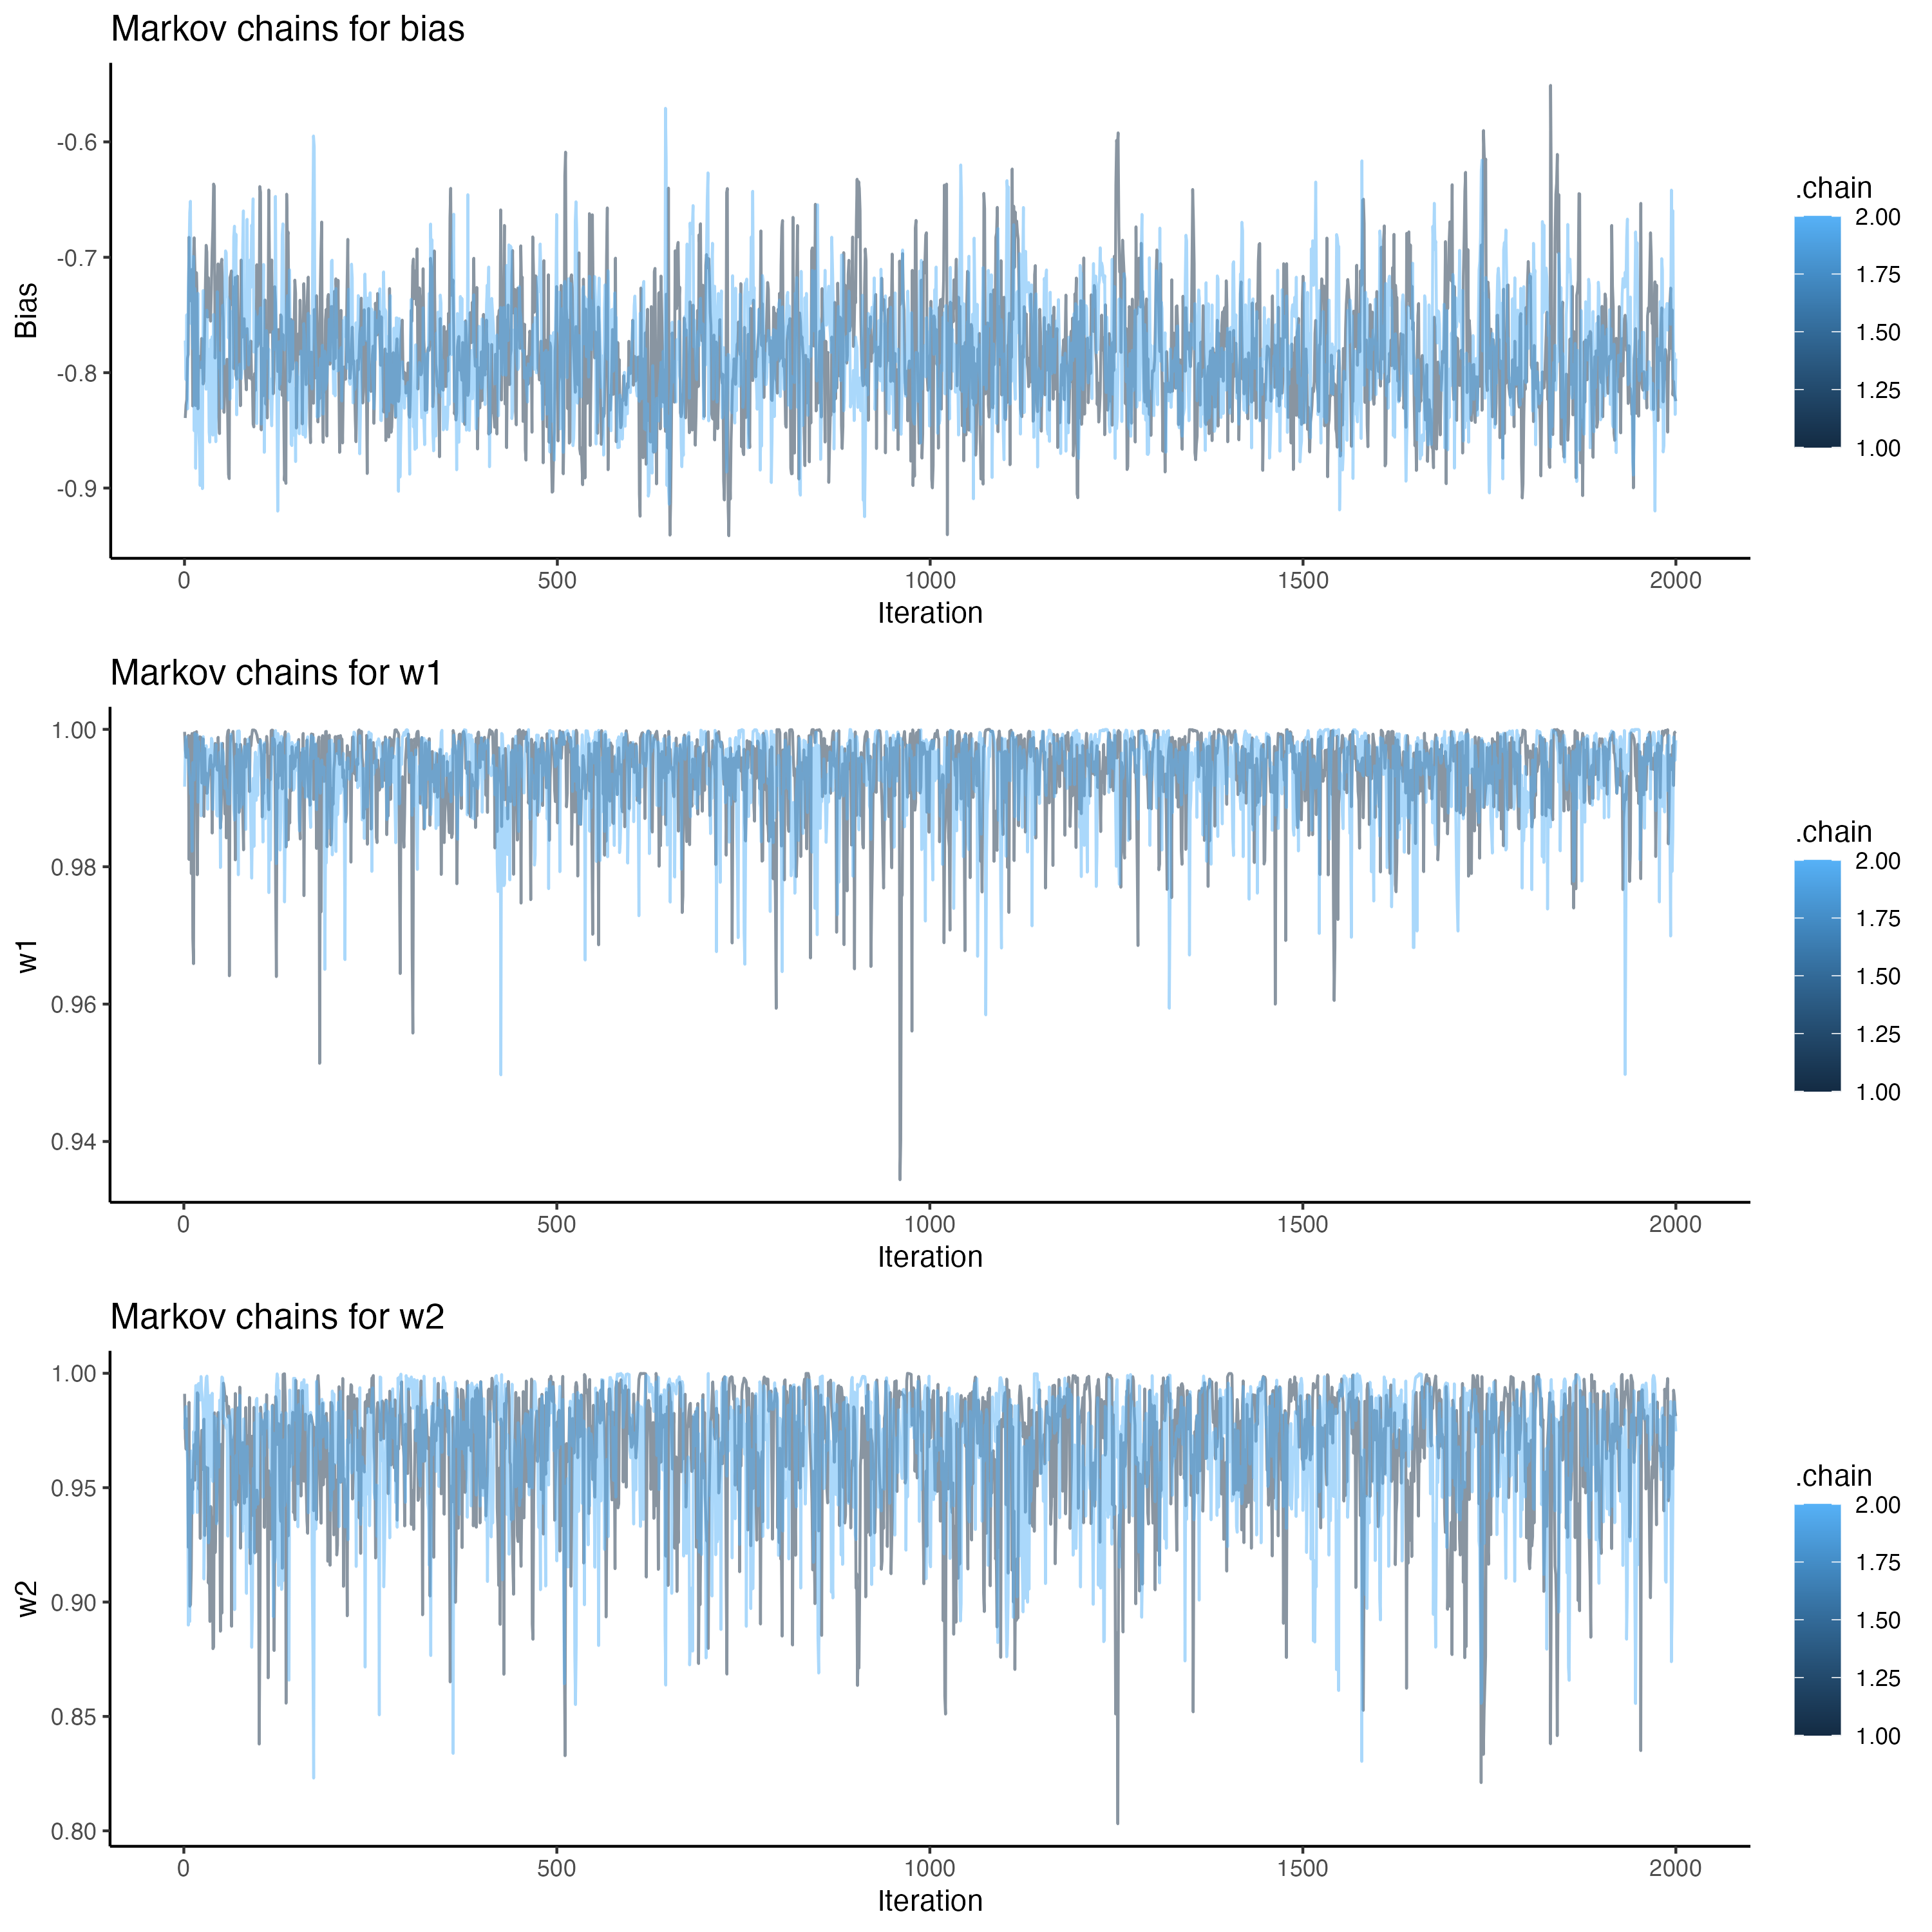 Markov chains for bias
Bias
-0.6
-0.7
-0.8
-0.9
0 500 1000 1500 2000
Iteration
.chain
2.00
1.75
1.50
1.25
1.00
Markov chains for w1
w1
1.00
0.98
0.96
0.94
0 500 1000 1500 2000
Iteration
.chain
2.00
1.75
1.50
1.25
1.00
Markov chains for w2
w2
1.00
0.95
0.90
0.85
0.80
0 500 1000 1500 2000
Iteration
.chain
2.00
1.75
1.50
1.25
1.00